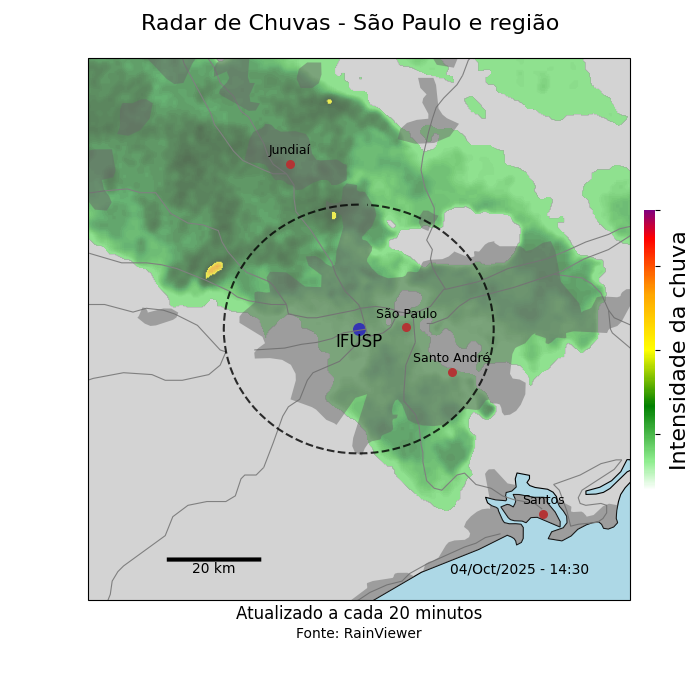 Radar de Chuvas - São Paulo e região
Jundiaí
São Paulo
IFUSP
Santo André
Santos
20 km
04/Oct/2025 - 14:30
Intensidade da chuva
Atualizado a cada 20 minutos
Fonte: RainViewer